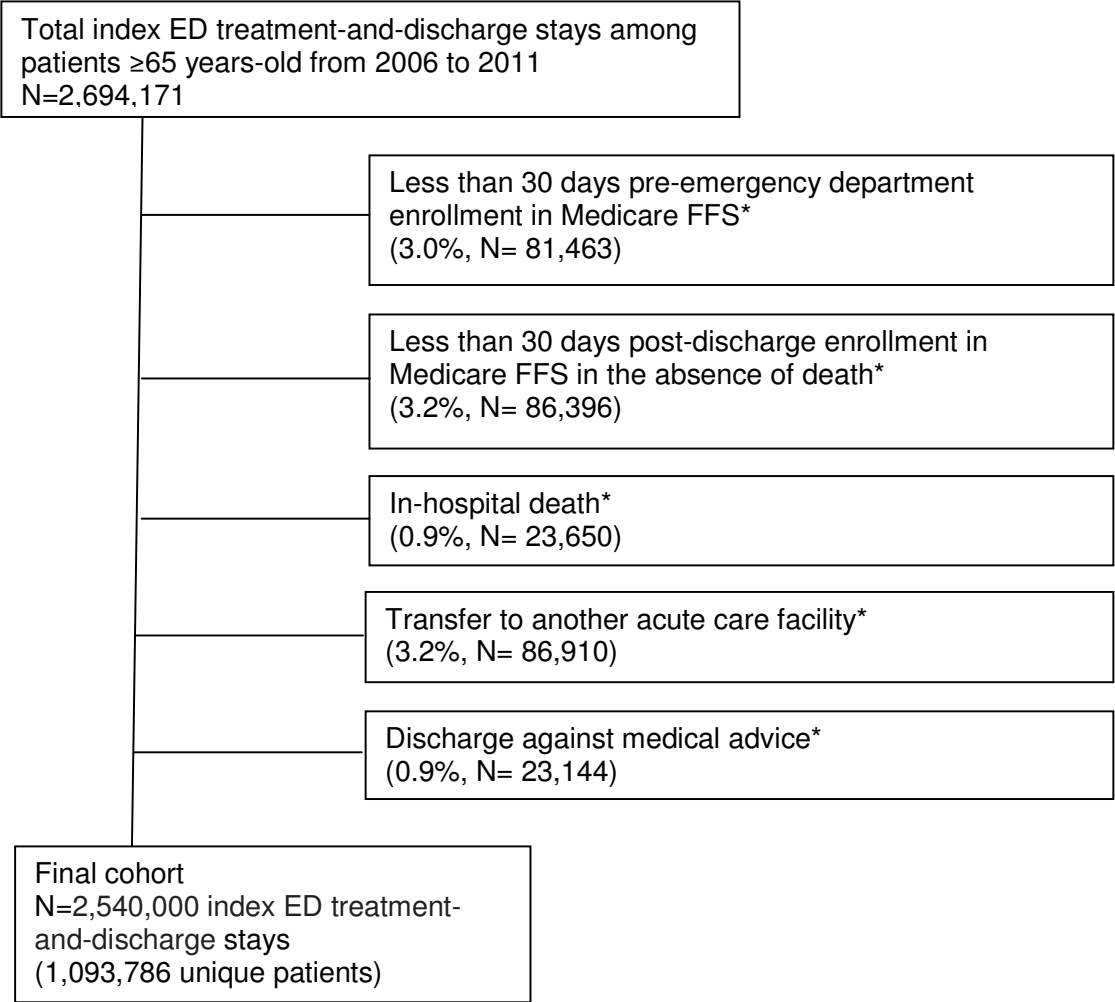 Total index ED treatment-and-discharge stays among
patients ≥65 years-old from 2006 to 2011
N=2,694,171
Less than 30 days pre-emergency department
enrollment in Medicare FFS*
(3.0%, N= 81,463)
Less than 30 days post-discharge enrollment in
Medicare FFS in the absence of death*
(3.2%, N= 86,396)
In-hospital death*
(0.9%, N= 23,650)
Transfer to another acute care facility*
(3.2%, N= 86,910)
Discharge against medical advice*
(0.9%, N= 23,144)
Final cohort
N=2,540,000 index ED treatment-
and-discharge stays
(1,093,786 unique patients)